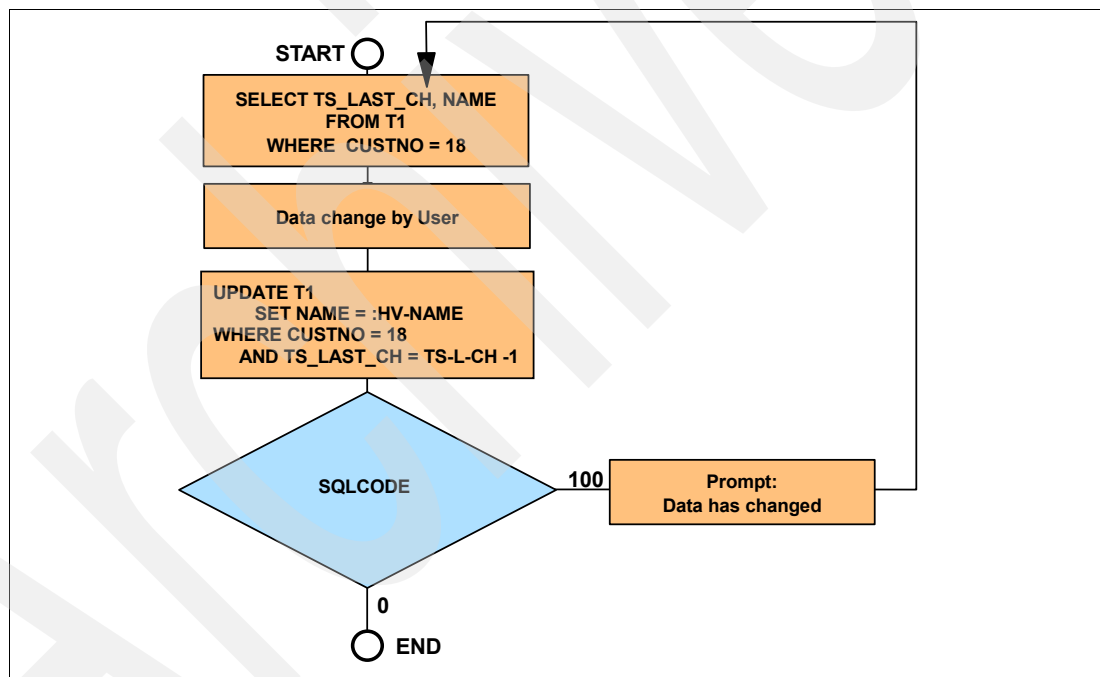 START
SELECT TS_LAST_CH, NAME
FROM T1
WHERE CUSTNO = 18
Data change by User
UPDATE T1
SET NAME = :HV-NAME
WHERE CUSTNO = 18
AND TS_LAST_CH = TS-L-CH -1
SQLCODE
100
Prompt:
Data has changed
0
END